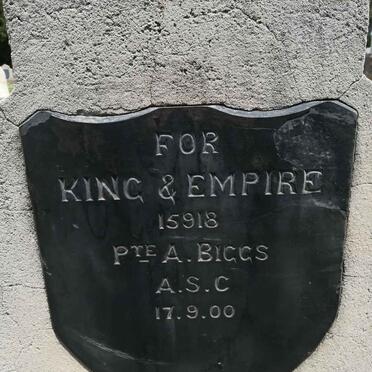 FOR
KING & EMPIRE
15918
PTE A. BIGGS
A.S.C
17.9.00